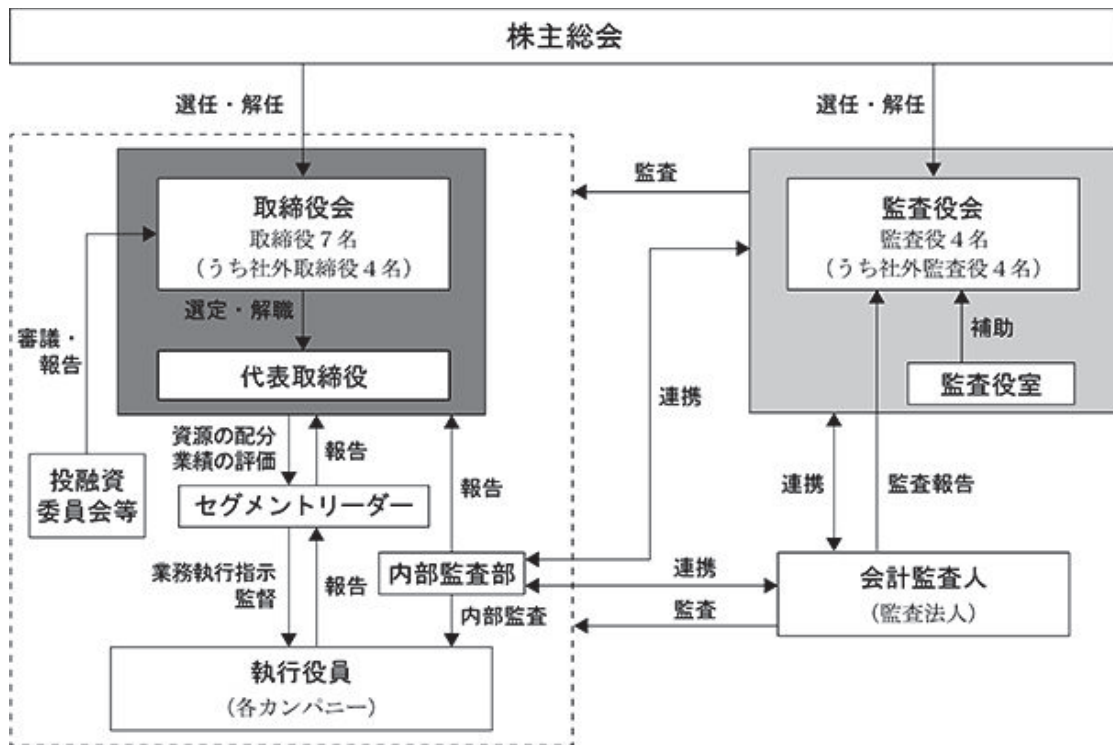 株主総会
選任・解任
選任・解任
取締役会
取締役7名
（うち社外取締役4名）
選定・解職
代表取締役
監査
監査役会
監査役4名
（うち社外監査役4名）
補助
監査役室
審議・
報告
投融資
委員会等
資源の配分
業績の評価
報告
報告
連携
連携
監査報告
セグメントリーダー
業務執行指示
監督
報告
内部監査部
内部監査
連携
監査
会計監査人
（監査法人）
執行役員
（各カンパニー）